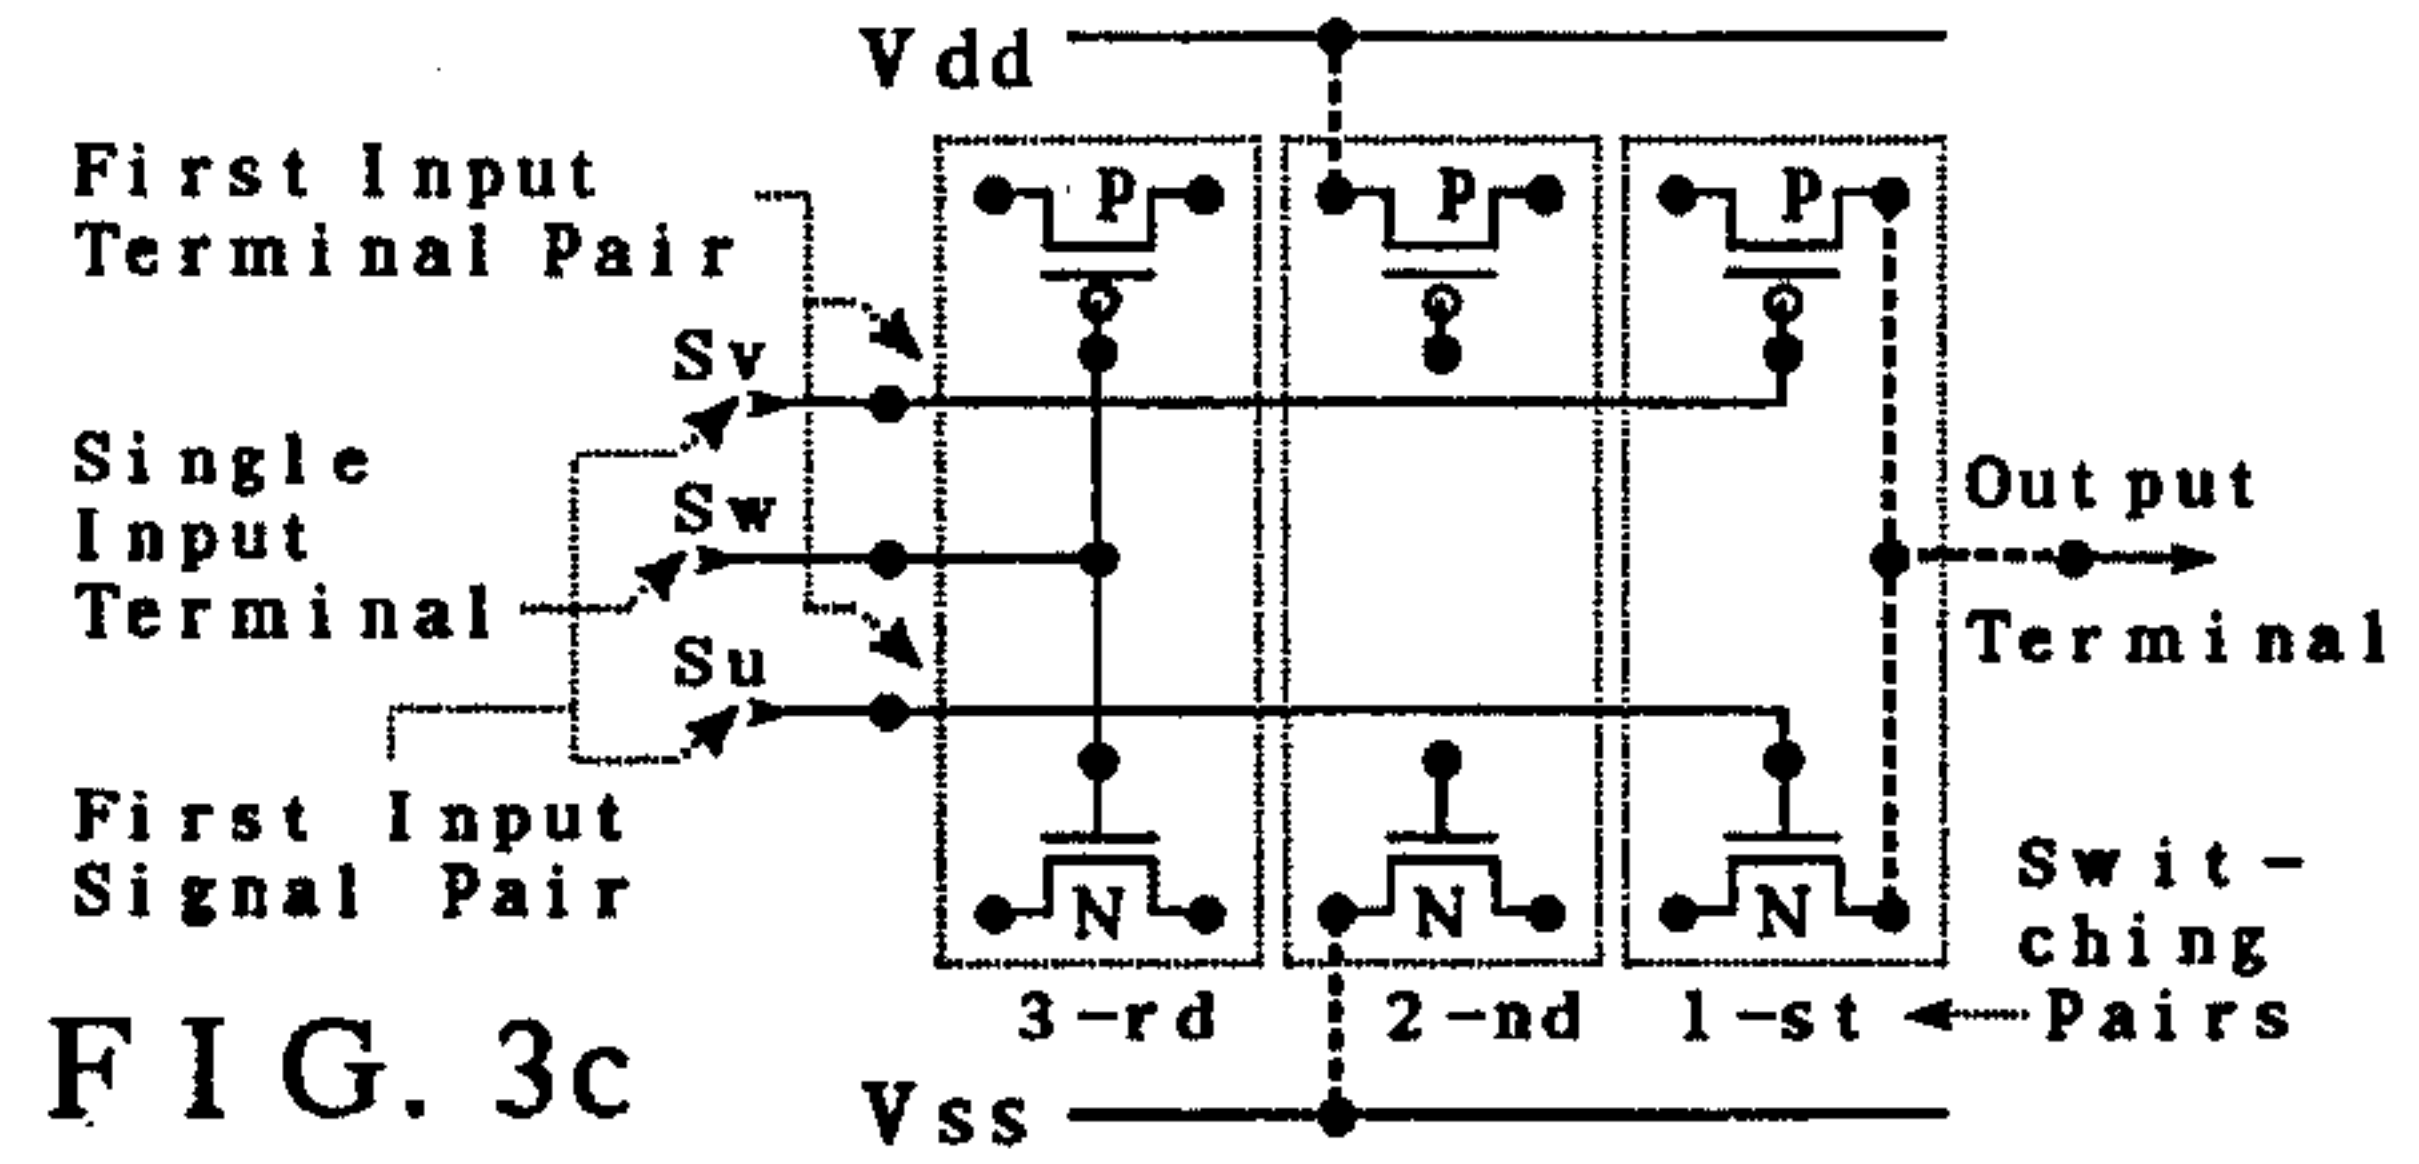 Vdd
First Input
Terminal Pair
P P P
Sv
Single
Input
Terminal
Sw
Output
Terminal
Su
First Input
Signal Pair
N N N
Swit-
ching
Pairs
3-rd 2-nd 1-st
FIG. 3c
Vss